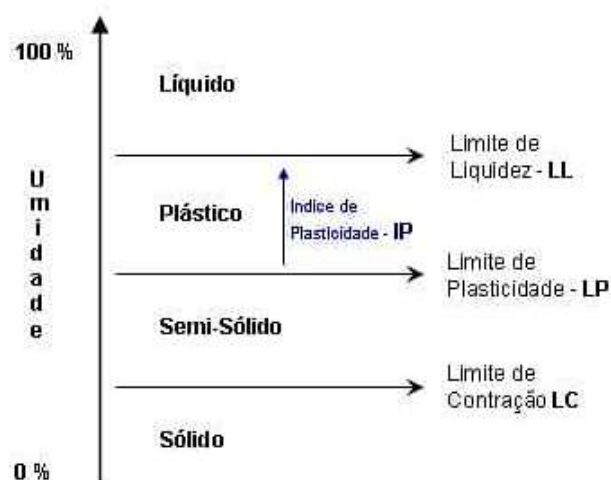 100 %
Líquido
Limite de
Liquidez - LL
Umidade
Plástico
Indice de
Plasticidade - IP
Limite de
Plasticidade - LP
Semi-Sólido
Limite de
Contração LC
Sólido
0 %